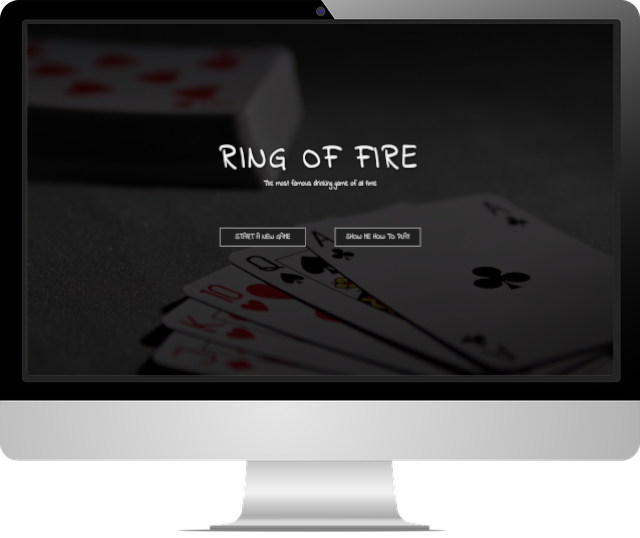 RING OF FIRE
The most famous drinking game of all time
START A NEW GAME SHOW ME HOW TO PLAY
A
A
Q
10
K
J